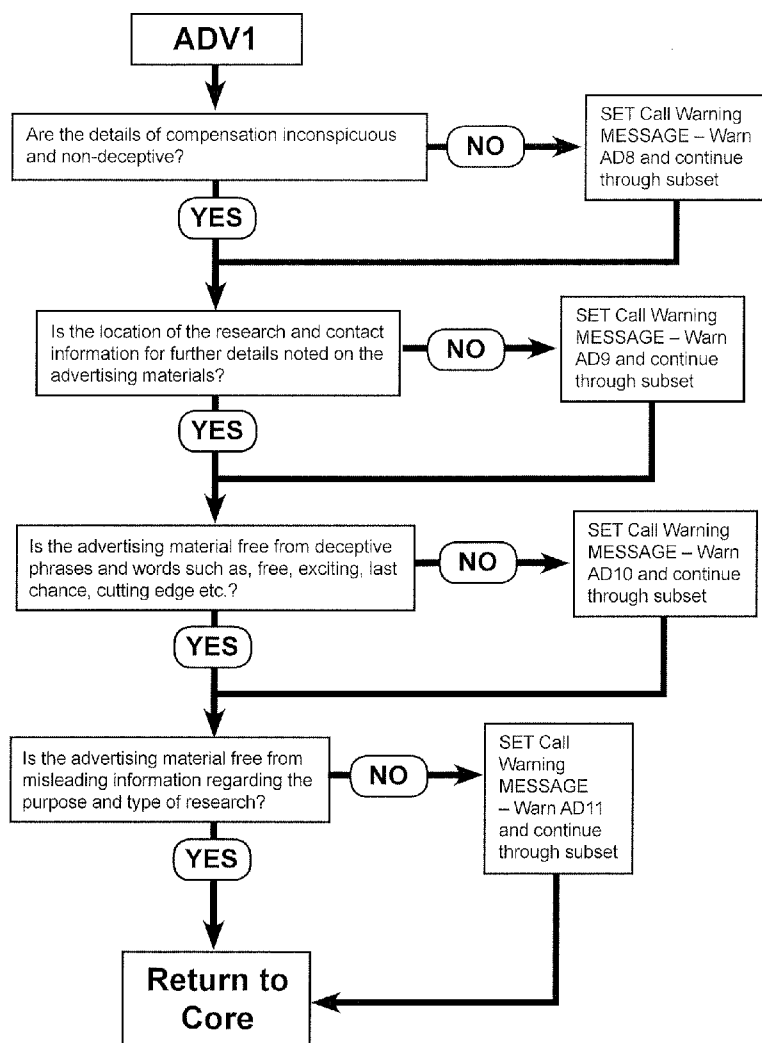 ADV1
Are the details of compensation inconspicuous
and non-deceptive?
NO
SET Call Warning
MESSAGE – Warn
AD8 and continue
through subset
YES
Is the location of the research and contact
information for further details noted on the
advertising materials?
NO
SET Call Warning
MESSAGE – Warn
AD9 and continue
through subset
YES
Is the advertising material free from deceptive
phrases and words such as, free, exciting, last
chance, cutting edge etc.?
NO
SET Call Warning
MESSAGE – Warn
AD10 and continue
through subset
YES
Is the advertising material free from
misleading information regarding the
purpose and type of research?
NO
SET Call
Warning
MESSAGE
– Warn AD11
and continue
through subset
YES
Return to
Core